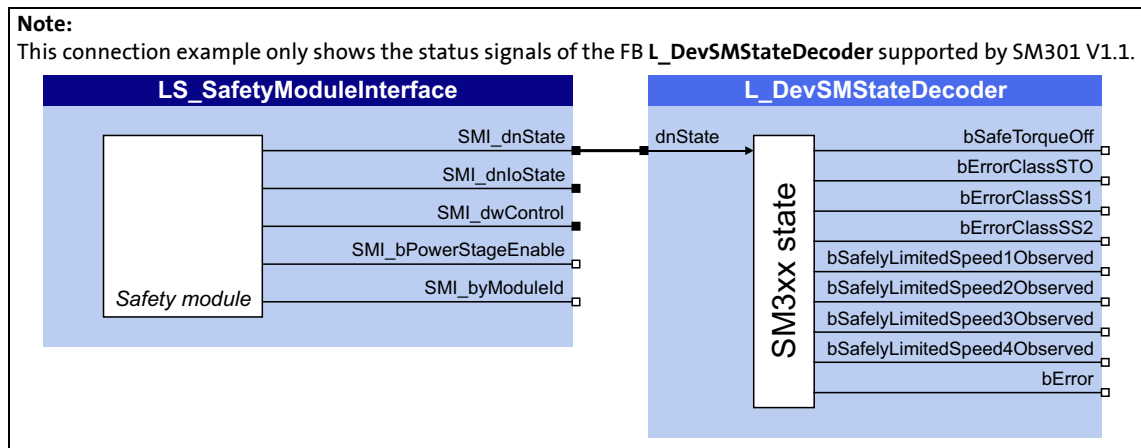 Note:
This connection example only shows the status signals of the FB L_DevSMStateDecoder supported by SM301 V1.1.
LS_SafetyModuleInterface
SMI_dnState
SMI_dnIoState
SMI_dwControl
SMI_bPowerStageEnable
SMI_byModuleId
Safety module
L_DevSMStateDecoder
dnState
SM3xx state
bSafeTorqueOff
bErrorClassSTO
bErrorClassSS1
bErrorClassSS2
bSafelyLimitedSpeed1Observed
bSafelyLimitedSpeed2Observed
bSafelyLimitedSpeed3Observed
bSafelyLimitedSpeed4Observed
bError